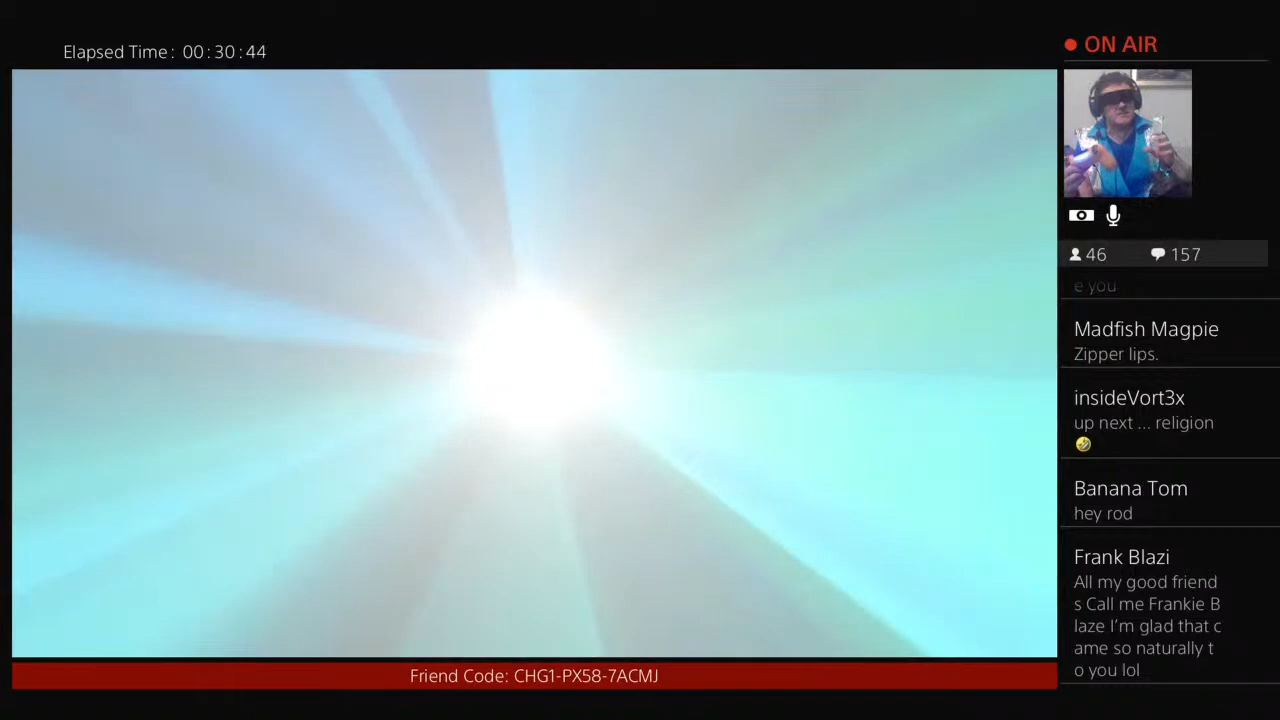 Elapsed Time: 00:30:44
ON AIR
46 157
e you
Madfish Magpie
Zipper lips.
insideVort3x
up next ... religion
🤣
Banana Tom
hey rod
Frank Blazi
All my good friend
s Call me Frankie B
laze I'm glad that c
ame so naturally t
o you lol
Friend Code: CHG1-PX58-7ACMJ